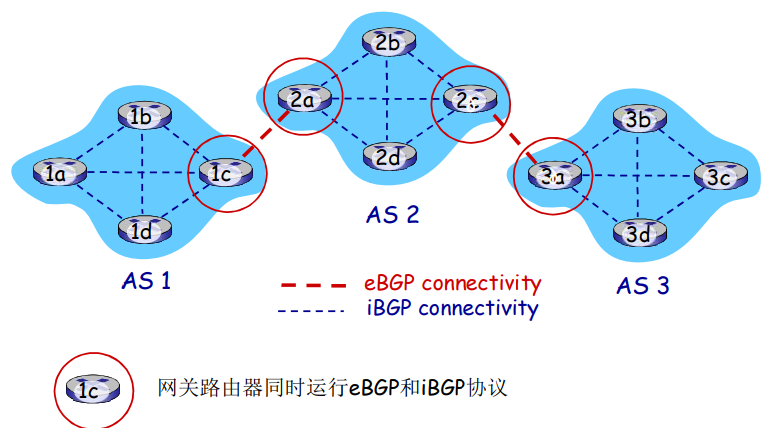 2b
2a
2c
2d
AS 2
1b
1a
1c
1d
AS 1
3b
3a
3c
3d
AS 3
eBGP connectivity
iBGP connectivity
1c
网关路由器同时运行eBGP和iBGP协议